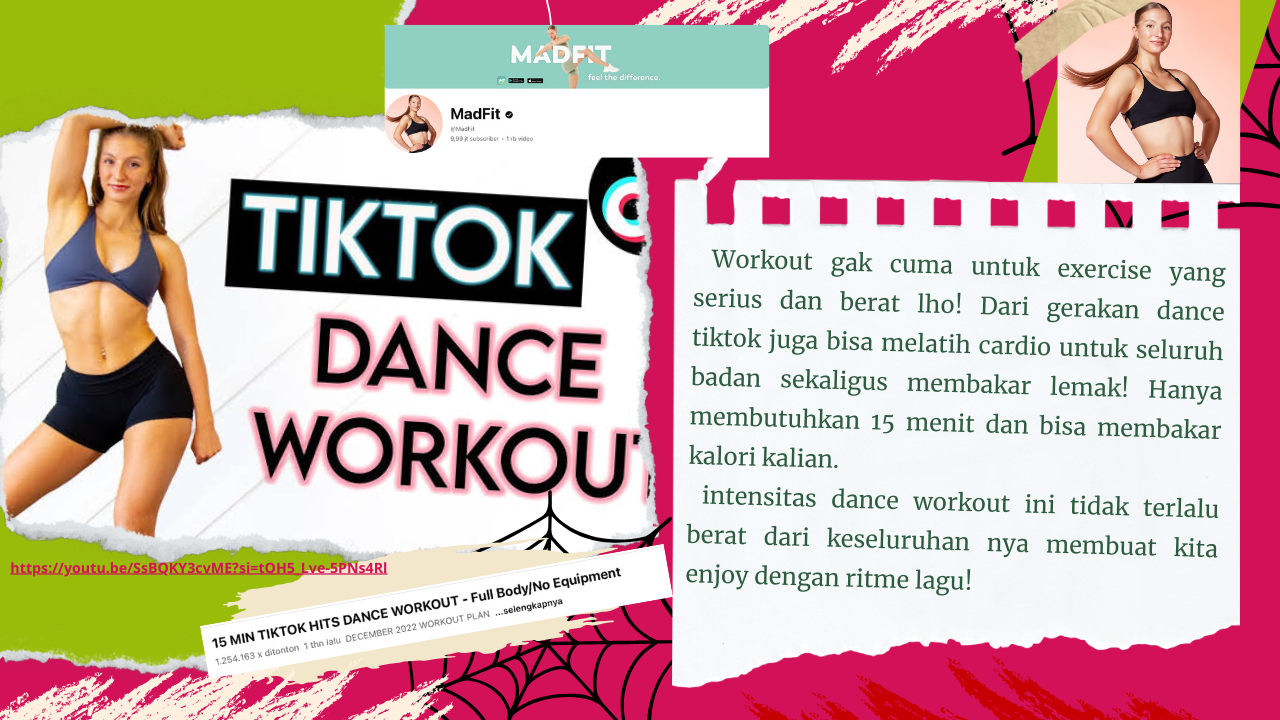 MADFIT
feel the difference.
MadFit
@MadFit
9,99 jt subscriber • 1 rb video
TIKTOK
DANCE
WORKOUT
Workout gak cuma untuk exercise yang
serius dan berat lho! Dari gerakan dance
tiktok juga bisa melatih cardio untuk seluruh
badan sekaligus membakar lemak! Hanya
membutuhkan 15 menit dan bisa membakar
kalori kalian.
intensitas dance workout ini tidak terlalu
berat dari keseluruhan nya membuat kita
enjoy dengan ritme lagu!
https://youtu.be/SsBQKY3cvME?si=tOH5_Lve-5PNs4Rl
15 MIN TIKTOK HITS DANCE WORKOUT - Full Body/No Equipment
1.254.163 x ditonton 1 thn lalu DECEMBER 2022 WORKOUT PLAN ...selengkapnya